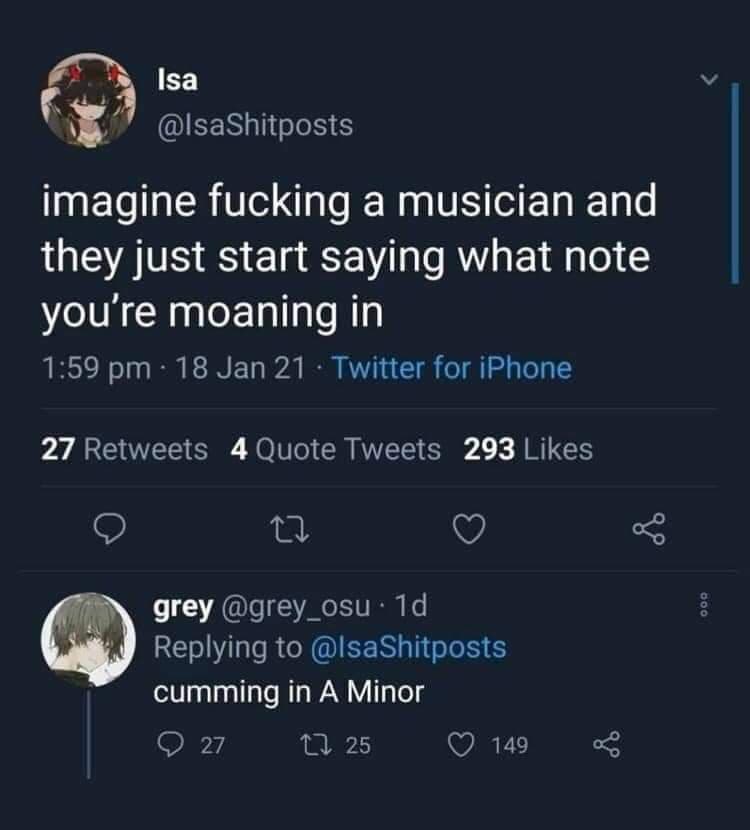 Isa
@IsaShitposts
imagine fucking a musician and
they just start saying what note
you're moaning in
1:59 pm · 18 Jan 21 · Twitter for iPhone
27 Retweets 4 Quote Tweets 293 Likes
grey @grey_osu · 1d
Replying to @IsaShitposts
cumming in A Minor
27 25 149